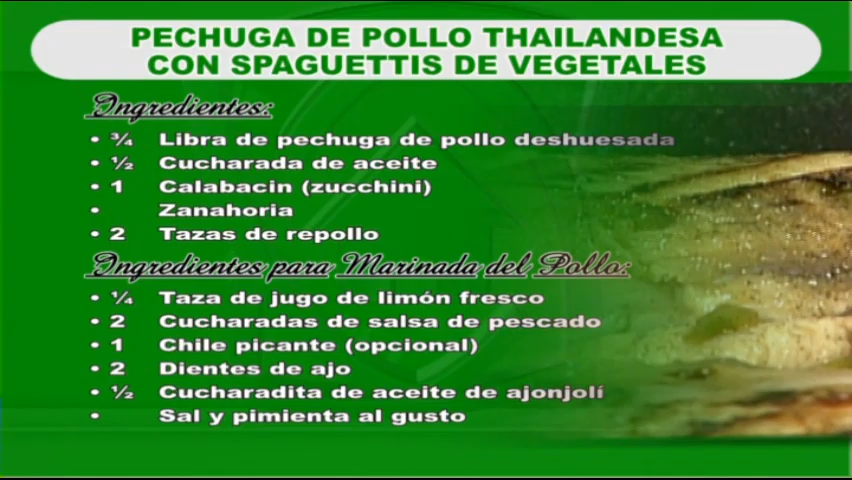 PECHUGA DE POLLO THAILANDESA
CON SPAGUETTIS DE VEGETALES
Ingredientes:
• ¾ Libra de pechuga de pollo deshuesada
• ½ Cucharada de aceite
• 1 Calabacin (zucchini)
• Zanahoria
• 2 Tazas de repollo
Ingredientes para Marinada del Pollo:
• ¼ Taza de jugo de limón fresco
• 2 Cucharadas de salsa de pescado
• 1 Chile picante (opcional)
• 2 Dientes de ajo
• ½ Cucharadita de aceite de ajonjolí
• Sal y pimienta al gusto